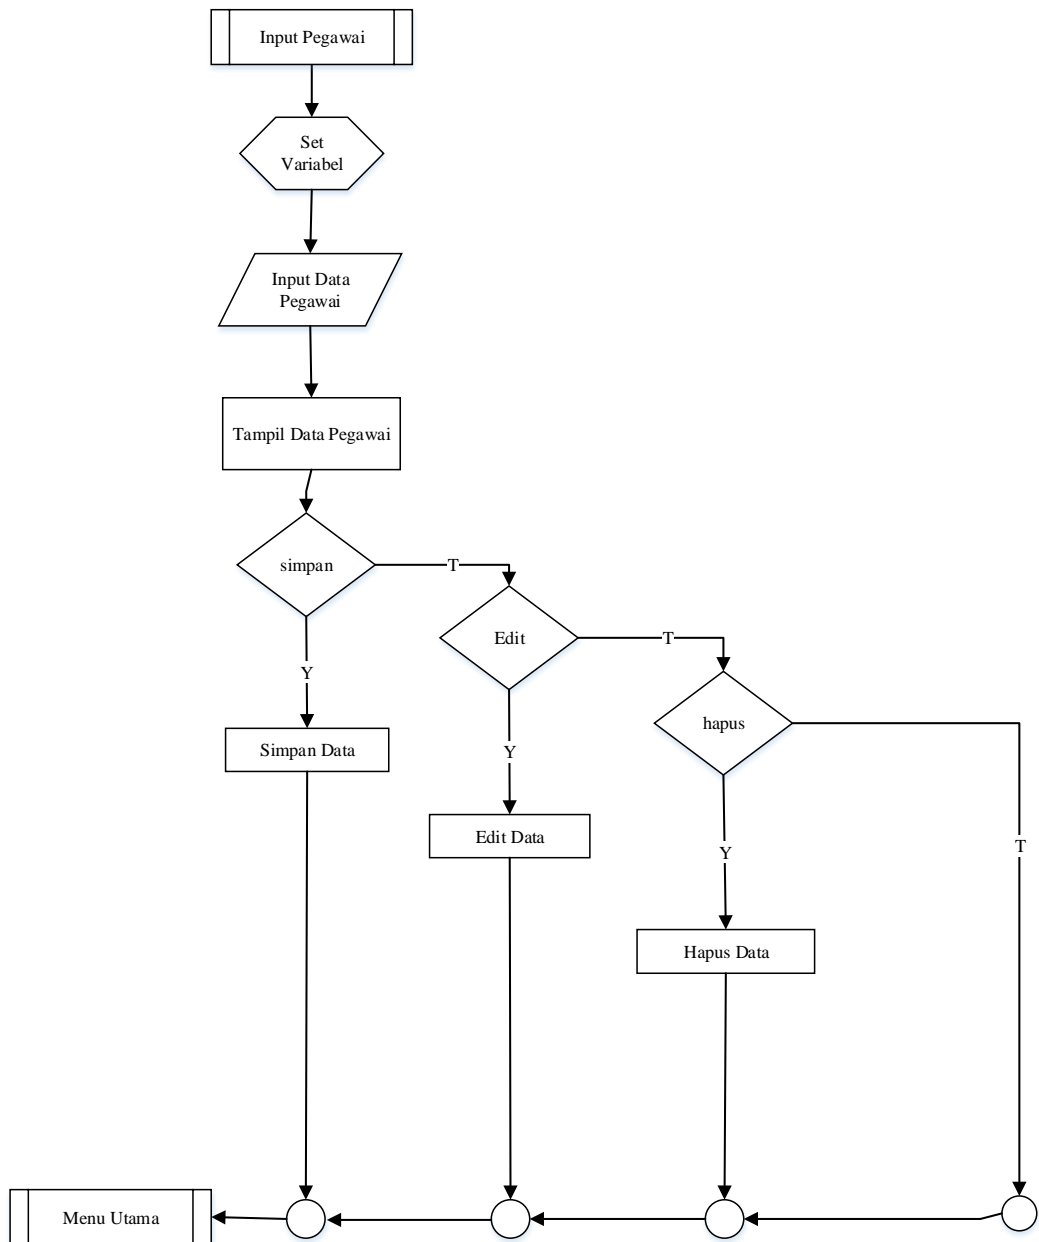 Input Pegawai
Set
Variabel
Input Data
Pegawai
Tampil Data Pegawai
simpan
T
Edit
T
hapus
Y
Simpan Data
Y
Edit Data
Y
T
Hapus Data
Menu Utama